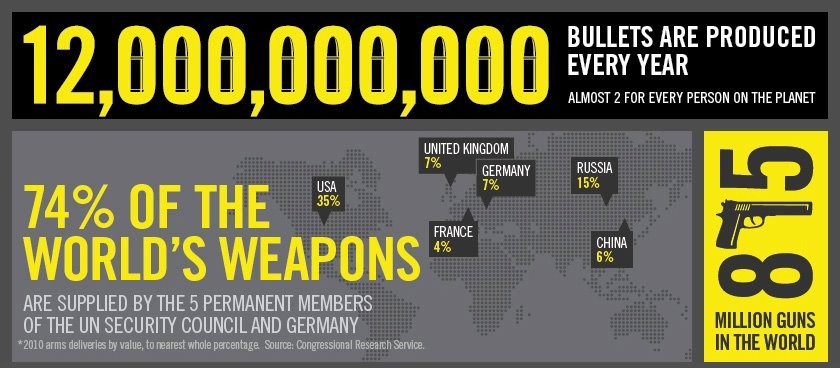 12,000,000,000
BULLETS ARE PRODUCED
EVERY YEAR
ALMOST 2 FOR EVERY PERSON ON THE PLANET
74% OF THE
WORLD'S WEAPONS
ARE SUPPLIED BY THE 5 PERMANENT MEMBERS
OF THE UN SECURITY COUNCIL AND GERMANY
*2010 arms deliveries by value, to nearest whole percentage. Source: Congressional Research Service.
USA
35%
UNITED KINGDOM
7%
GERMANY
7%
FRANCE
4%
RUSSIA
15%
CHINA
6%
8 5
MILLION GUNS
IN THE WORLD